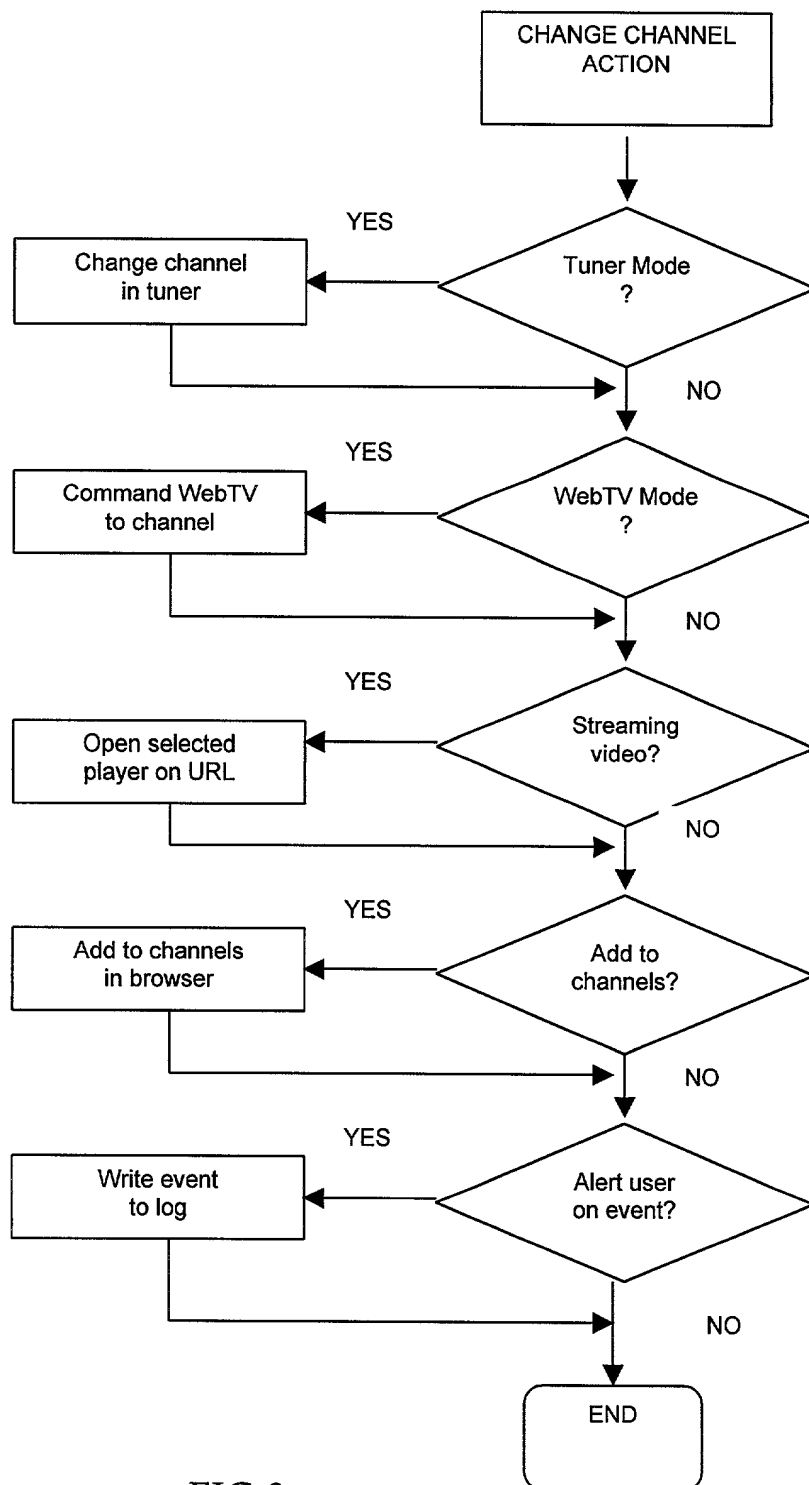 CHANGE CHANNEL
ACTION
YES
Change channel
in tuner
Tuner Mode
?
NO
YES
Command WebTV
to channel
WebTV Mode
?
NO
YES
Open selected
player on URL
Streaming
video?
NO
YES
Add to channels
in browser
Add to
channels?
NO
YES
Write event
to log
Alert user
on event?
NO
END